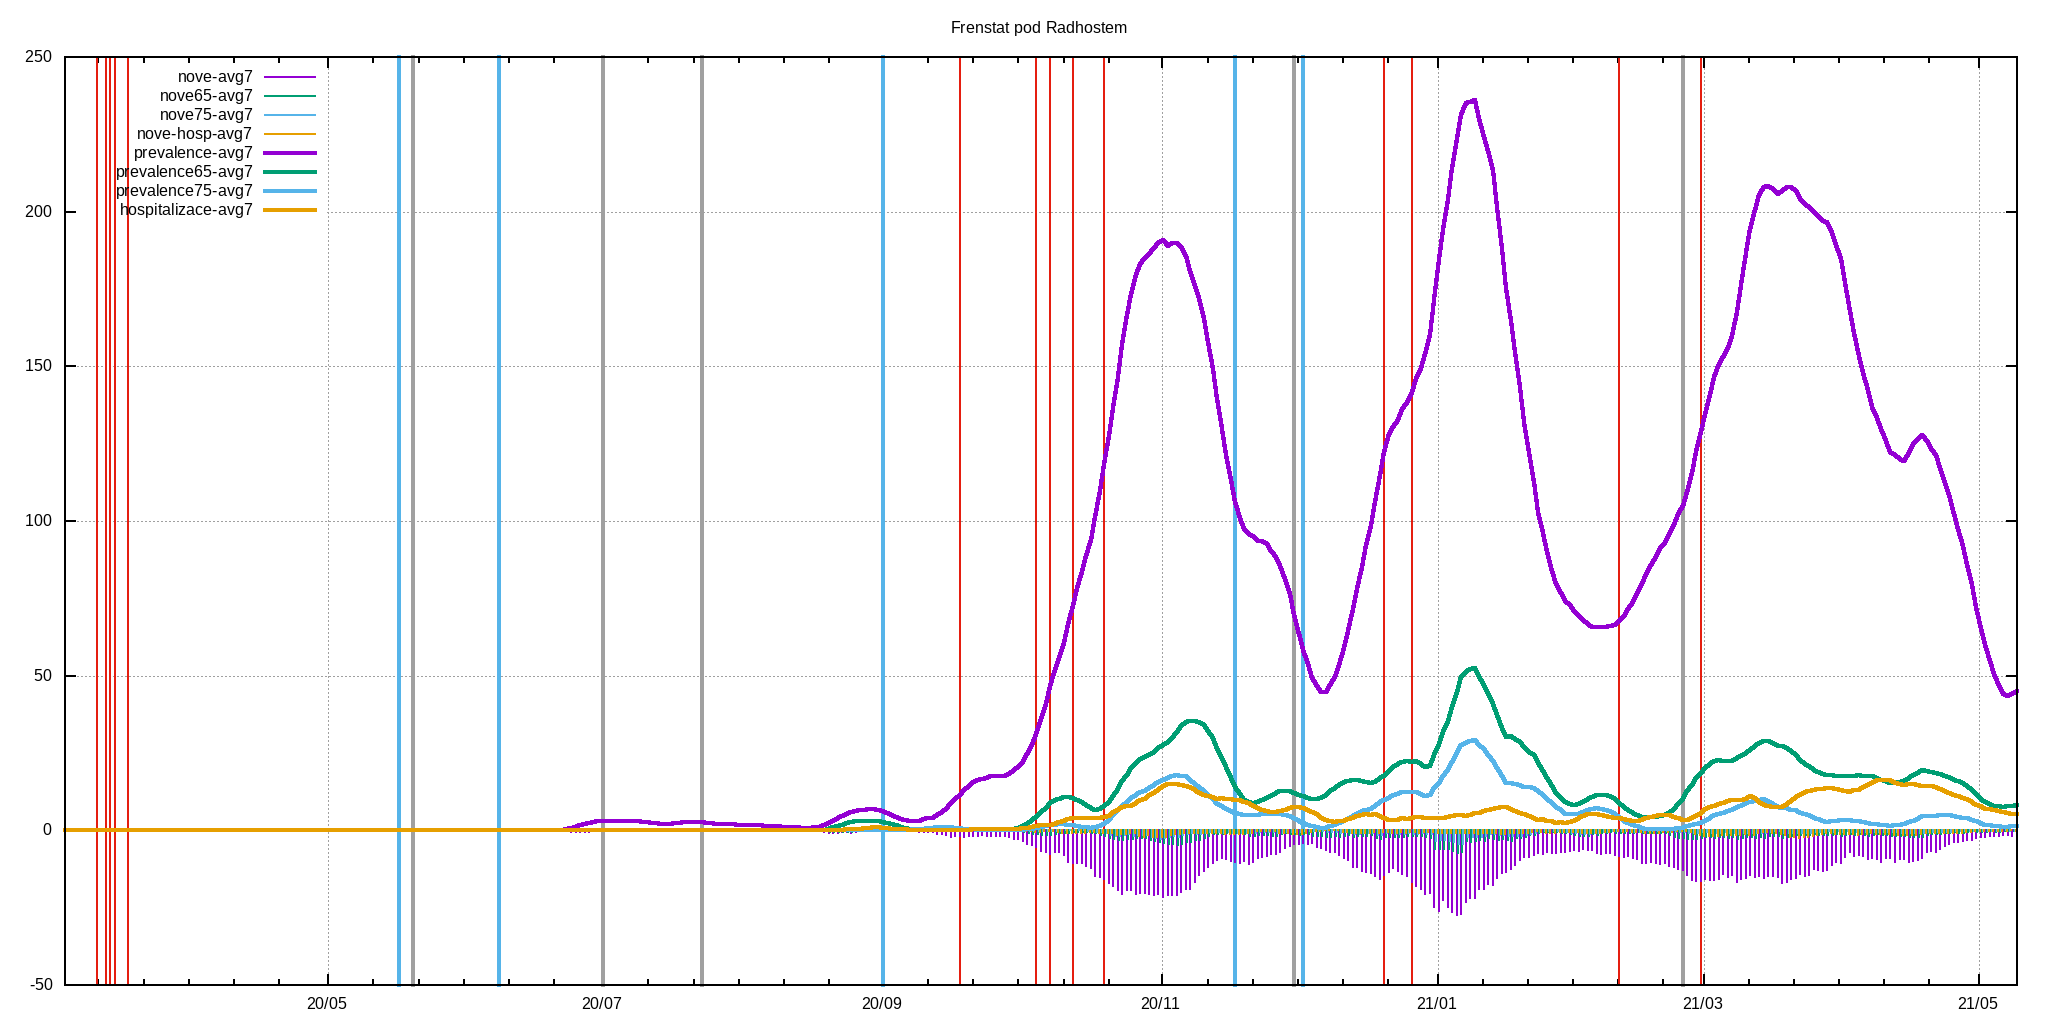 Frenstat pod Radhostem
250
200
150
100
50
0
-50
nove-avg7
nove65-avg7
nove75-avg7
nove-hosp-avg7
prevalence-avg7
prevalence65-avg7
prevalence75-avg7
hospitalizace-avg7
20/05 20/07 20/09 20/11 21/01 21/03 21/05